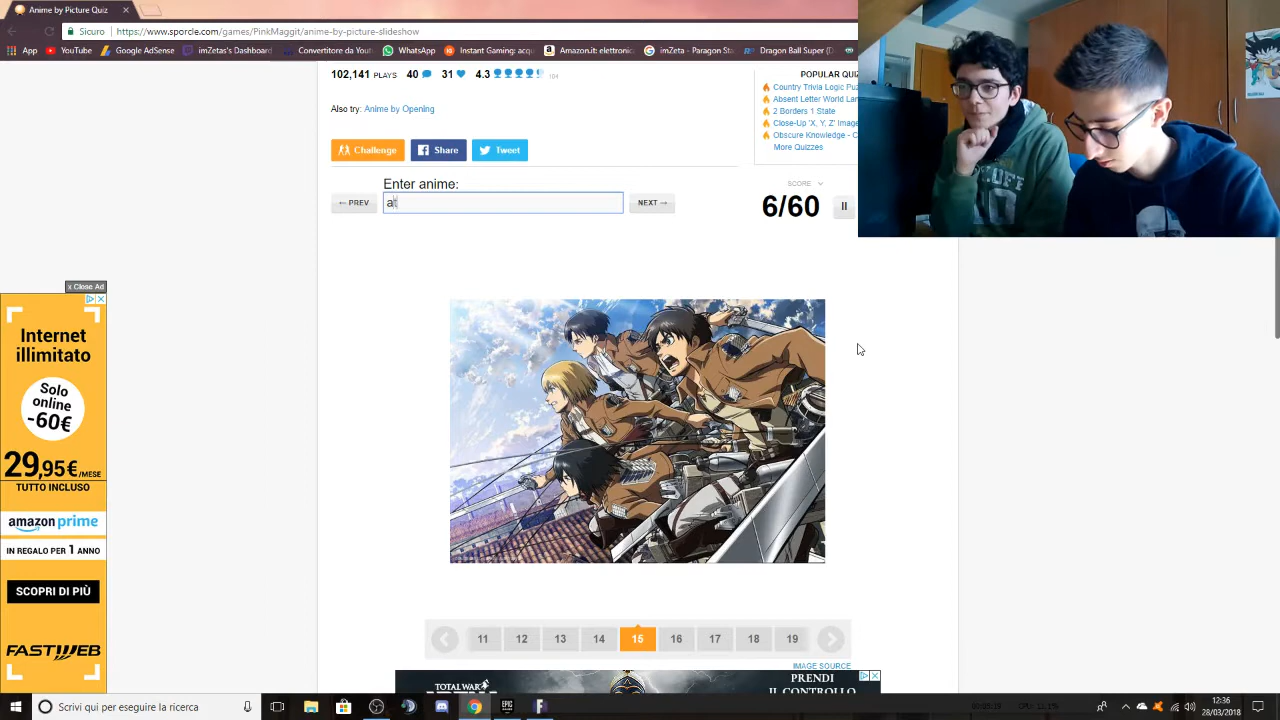 Anime by Picture Quiz
Sicuro
https://www.sporcle.com/games/PinkMaggit/anime-by-picture-slideshow
App
YouTube
Google AdSense
imZetas's Dashboard
Convertitore da Youtu
WhatsApp
Instant Gaming: acqu
Amazon.it: elettronic
imZeta - Paragon Sta
Dragon Ball Super (D
102,141 PLAYS 40 31 4.3
Also try: Anime by Opening
Challenge
Share
Tweet
POPULAR QUI
Country Trivia Logic Puz
Absent Letter World Lan
2 Borders 1 State
Close-Up 'X, Y, Z' Image
Obscure Knowledge - C
More Quizzes
Enter anime:
← PREV
at
NEXT →
SCORE
6/60
x Close Ad
Internet
illimitato
Solo
online
-60€
29,95€/MESE
TUTTO INCLUSO
amazon prime
IN REGALO PER 1 ANNO
SCOPRI DI PIÙ
FASTWEB
11 12 13 14 15 16 17 18 19
IMAGE SOURCE
TOTAL WAR
PRENDI
IL CONTROLLO
Scrivi qui per eseguire la ricerca
EPIC
12:36
28/03/2018